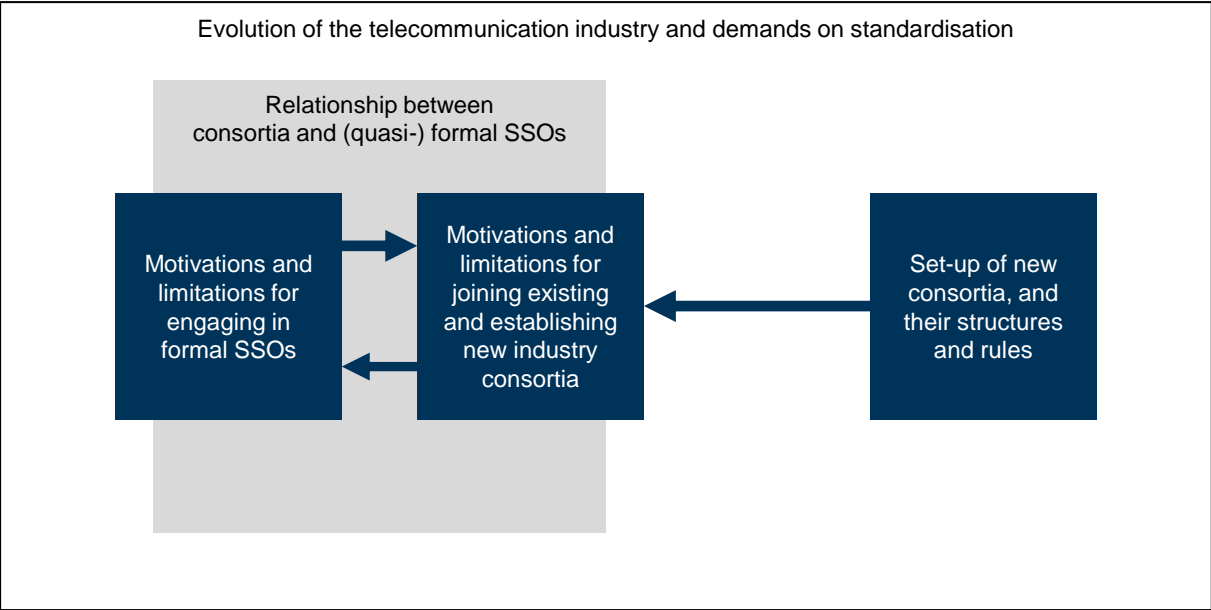 Evolution of the telecommunication industry and demands on standardisation
Relationship between
consortia and (quasi-) formal SSOs
Motivations and
limitations for
engaging in
formal SSOs
Motivations and
limitations for
joining existing
and establishing
new industry
consortia
Set-up of new
consortia, and
their structures
and rules